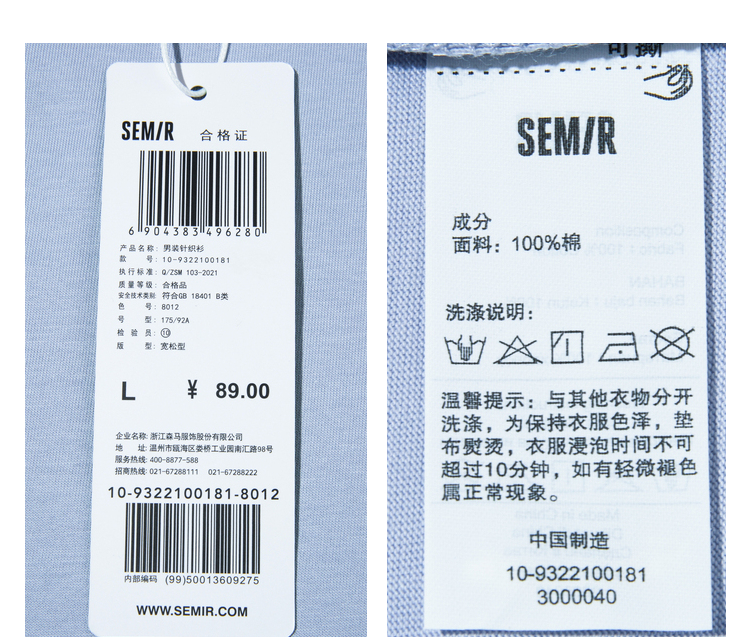 SEMIR 合格证
6 904383 496280
产品名称: 男装针织衫
款 号: 10-9322100181
执行标准: Q/ZSM 103-2021
质量等级: 合格品
安全技术类别: 符合GB 18401 B类
色 号: 8012
号 型: 175/92A
检 验 员: ⑩
版 型: 宽松型
L ¥ 89.00
企业名称: 浙江森马服饰股份有限公司
地 址: 温州市瓯海区娄桥工业园南汇路98号
服务热线: 400-8877-588
招商热线: 021-67288111 021-67288222
10-9322100181-8012
内部编码 (99)50013609275
WWW.SEMIR.COM
可撕
SEMIR
成分
面料: 100%棉
洗涤说明:
温馨提示: 与其他衣物分开
洗涤, 为保持衣服色泽, 垫
布熨烫, 衣服浸泡时间不可
超过10分钟, 如有轻微褪色
属正常现象。
中国制造
10-9322100181
3000040